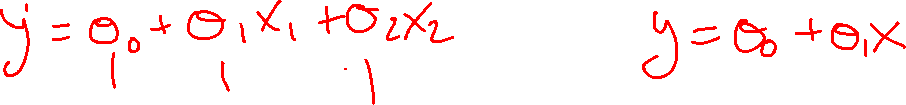 y = θ₀ + θ₁x₁ + θ₂x₂ y = θ₀ + θ₁x